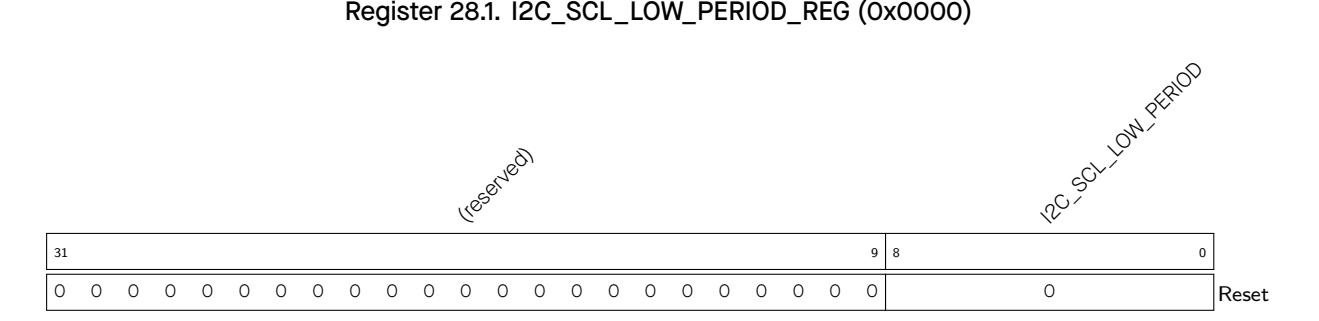 Register 28.1. I2C_SCL_LOW_PERIOD_REG (0x0000)
(reserved)
I2C_SCL_LOW_PERIOD
31 9 8 0
0 0 0 0 0 0 0 0 0 0 0 0 0 0 0 0 0 0 0 0 0 0 0 0 Reset